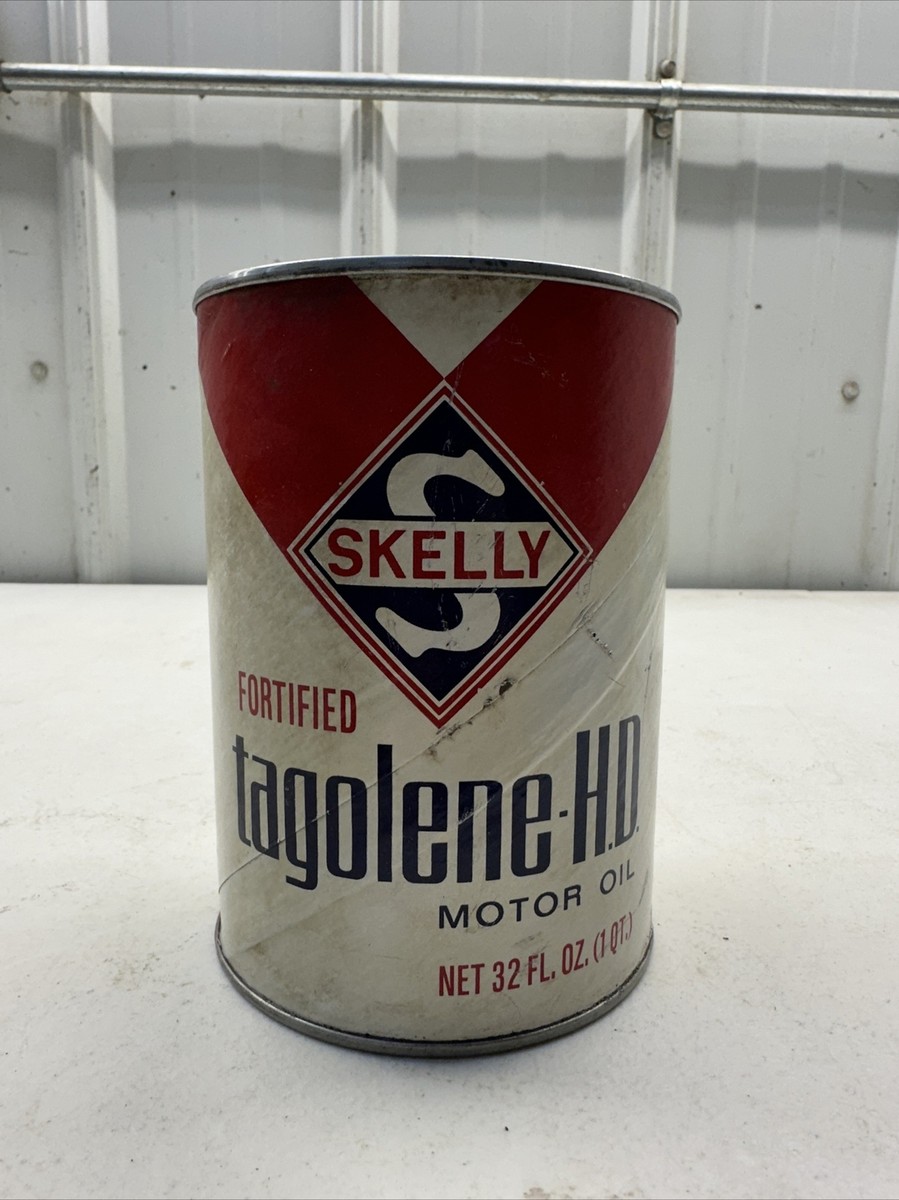 S
SKELLY
FORTIFIED
tagolene-H.D.
MOTOR OIL
NET 32 FL. OZ. (1 QT.)